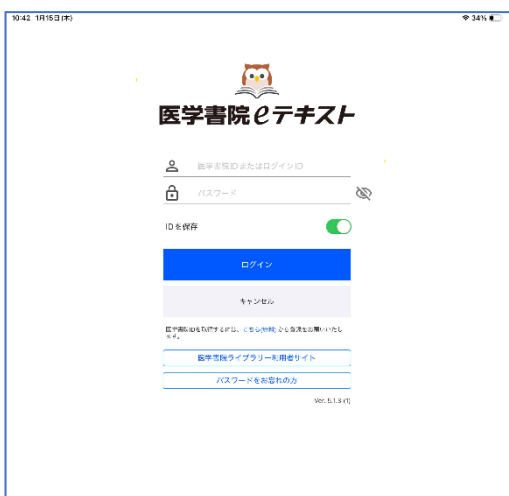 10:42 1月15日(木)
34%
医学書院eテキスト
医学書院IDまたはログインID
パスワード
IDを保存
ログイン
キャンセル
医学書院IDを取得するには、こちら(無料)から登録をお願いいたし
ます。
医学書院ライブラリー利用者サイト
パスワードをお忘れの方
Ver. 5.1.3 (1)